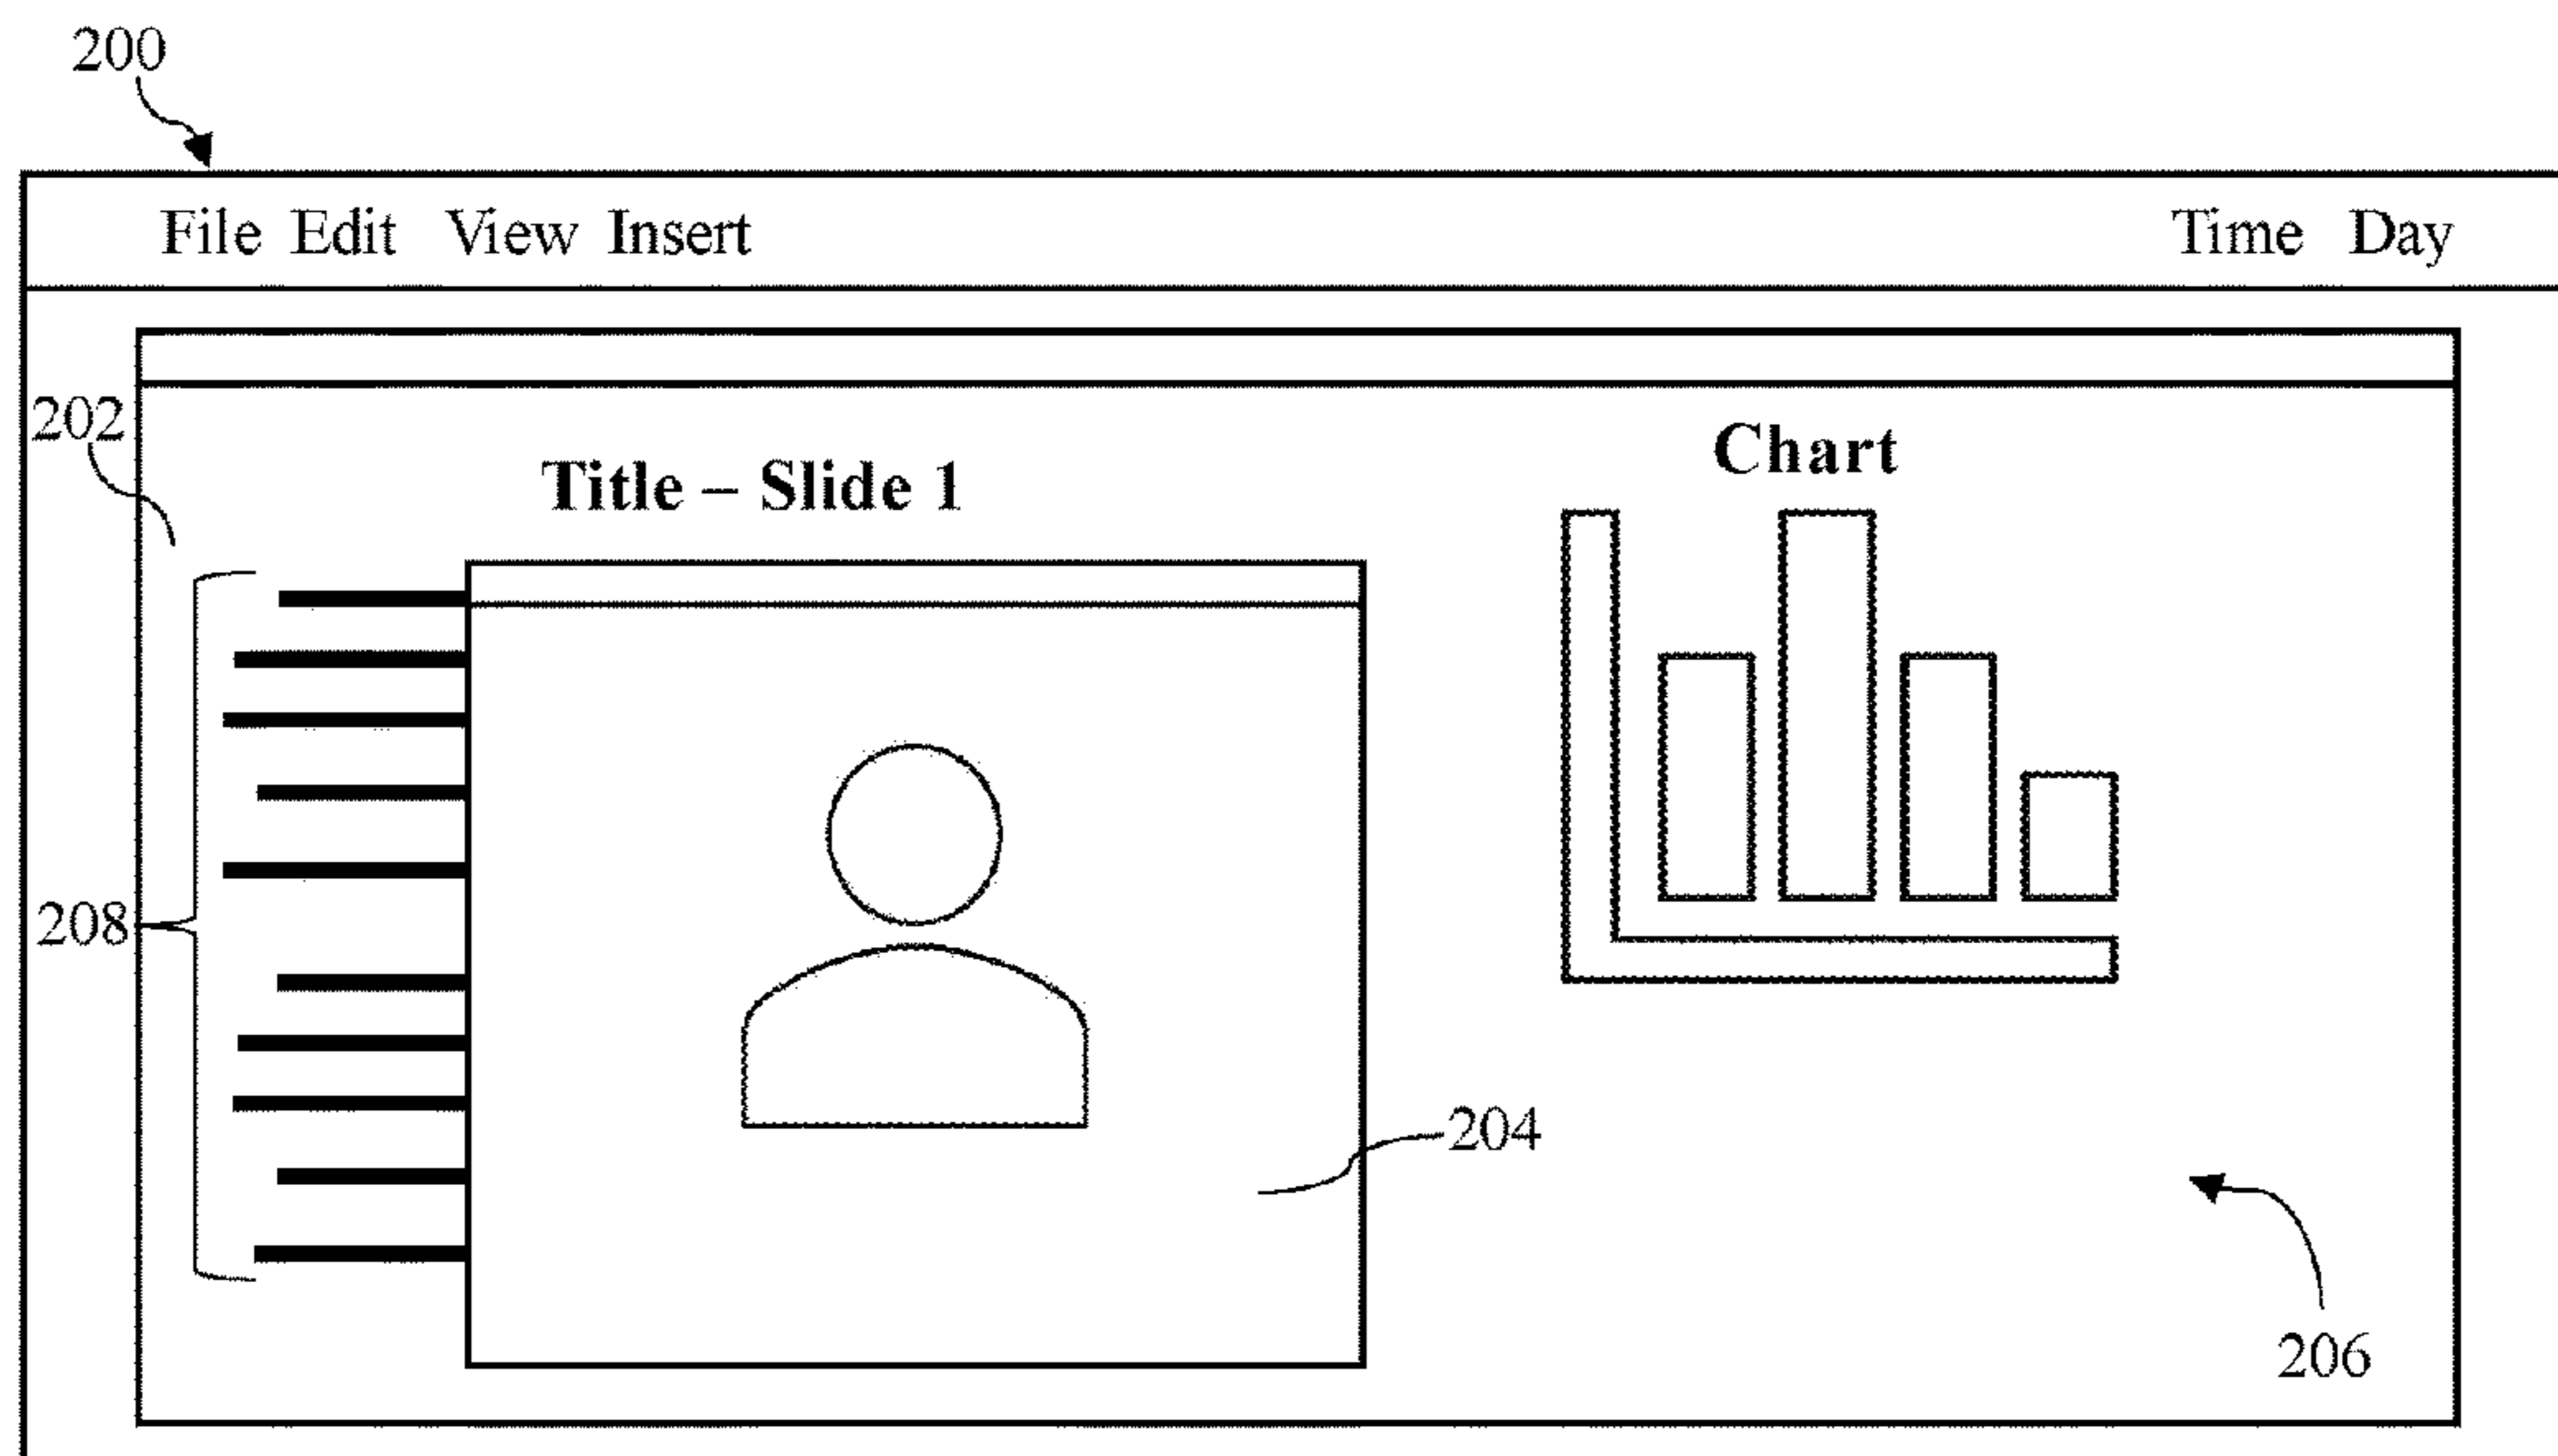 200
File Edit View Insert Time Day
202
Title – Slide 1
Chart
208
204
206